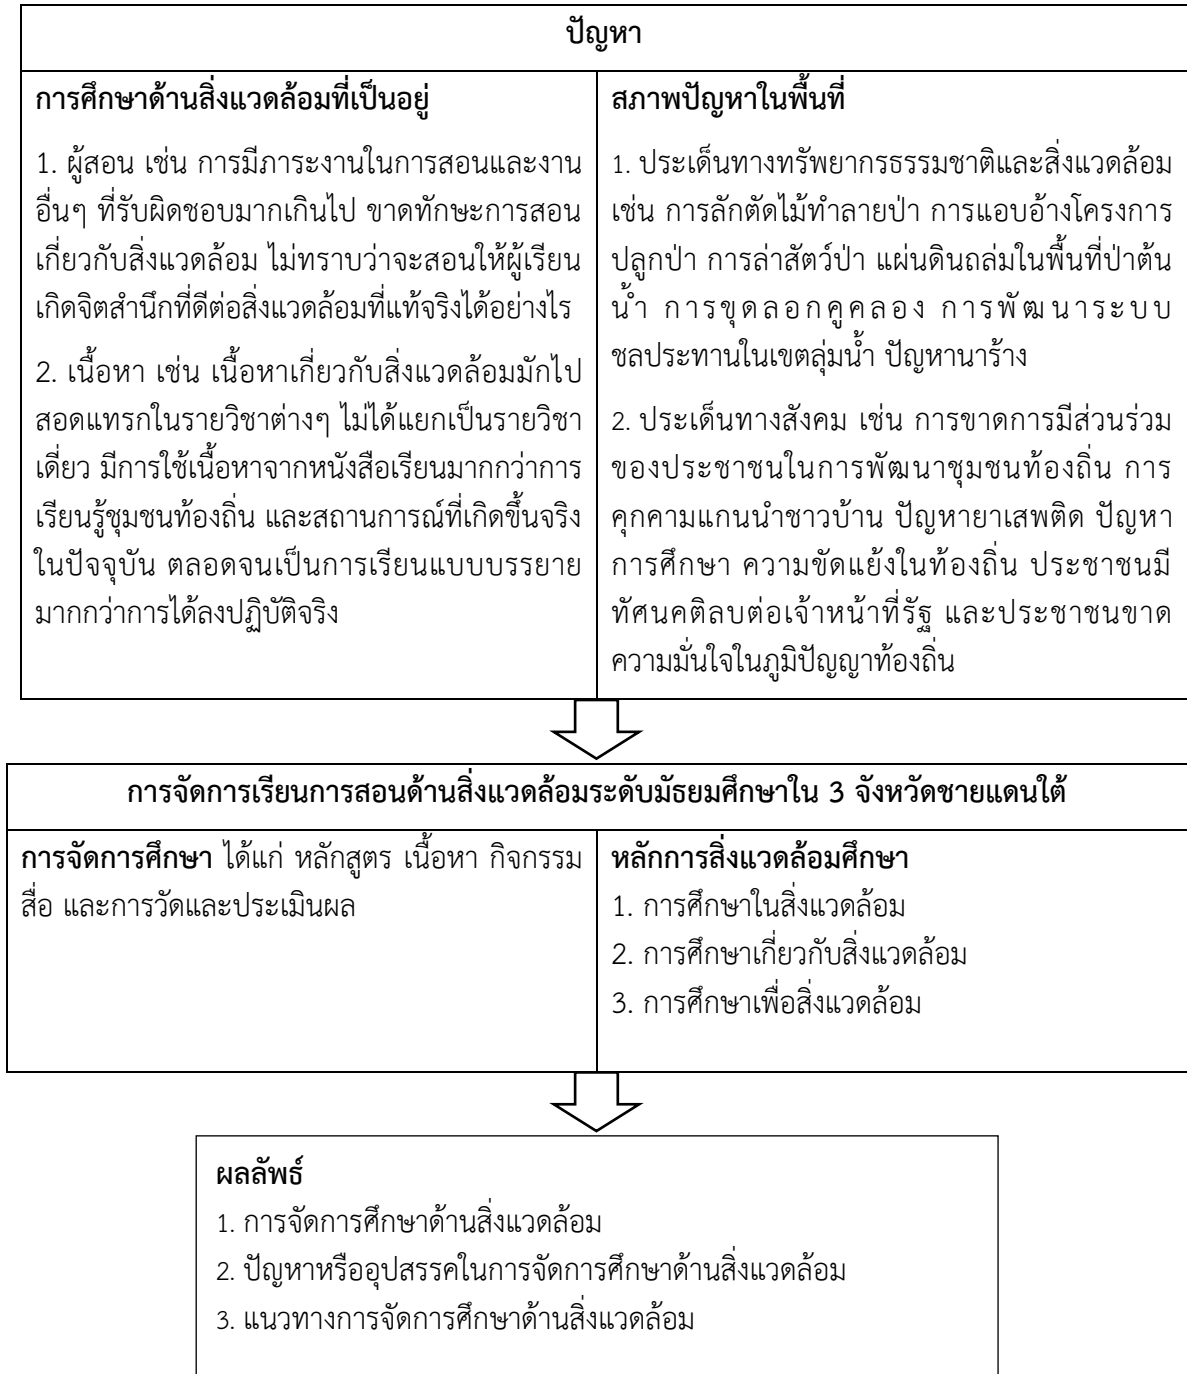 ปัญหา
การศึกษาด้านสิ่งแวดล้อมที่เป็นอยู่
1. ผู้สอน เช่น การมีภาระงานในการสอนและงาน
อื่นๆ ที่รับผิดชอบมากเกินไป ขาดทักษะการสอน
เกี่ยวกับสิ่งแวดล้อม ไม่ทราบว่าจะสอนให้ผู้เรียน
เกิดจิตสำนึกที่ดีต่อสิ่งแวดล้อมที่แท้จริงได้อย่างไร
2. เนื้อหา เช่น เนื้อหาเกี่ยวกับสิ่งแวดล้อมมักไป
สอดแทรกในรายวิชาต่างๆ ไม่ได้แยกเป็นรายวิชา
เดี่ยว มีการใช้เนื้อหาจากหนังสือเรียนมากกว่าการ
เรียนรู้ชุมชนท้องถิ่น และสถานการณ์ที่เกิดขึ้นจริง
ในปัจจุบัน ตลอดจนเป็นการเรียนแบบบรรยาย
มากกว่าการได้ลงปฏิบัติจริง
สภาพปัญหาในพื้นที่
1. ประเด็นทางทรัพยากรธรรมชาติและสิ่งแวดล้อม
เช่น การลักตัดไม้ทำลายป่า การแอบอ้างโครงการ
ปลูกป่า การล่าสัตว์ป่า แผ่นดินถล่มในพื้นที่ป่าต้น
น้ำ การขุดลอกคูคลอง การพัฒนาระบบ
ชลประทานในเขตลุ่มน้ำ ปัญหานาร้าง
2. ประเด็นทางสังคม เช่น การขาดการมีส่วนร่วม
ของประชาชนในการพัฒนาชุมชนท้องถิ่น การ
คุกคามแกนนำชาวบ้าน ปัญหายาเสพติด ปัญหา
การศึกษา ความขัดแย้งในท้องถิ่น ประชาชนมี
ทัศนคติลบต่อเจ้าหน้าที่รัฐ และประชาชนขาด
ความมั่นใจในภูมิปัญญาท้องถิ่น
การจัดการเรียนการสอนด้านสิ่งแวดล้อมระดับมัธยมศึกษาใน 3 จังหวัดชายแดนใต้
การจัดการศึกษา ได้แก่ หลักสูตร เนื้อหา กิจกรรม
สื่อ และการวัดและประเมินผล
หลักการสิ่งแวดล้อมศึกษา
1. การศึกษาในสิ่งแวดล้อม
2. การศึกษาเกี่ยวกับสิ่งแวดล้อม
3. การศึกษาเพื่อสิ่งแวดล้อม
ผลลัพธ์
1. การจัดการศึกษาด้านสิ่งแวดล้อม
2. ปัญหาหรืออุปสรรคในการจัดการศึกษาด้านสิ่งแวดล้อม
3. แนวทางการจัดการศึกษาด้านสิ่งแวดล้อม